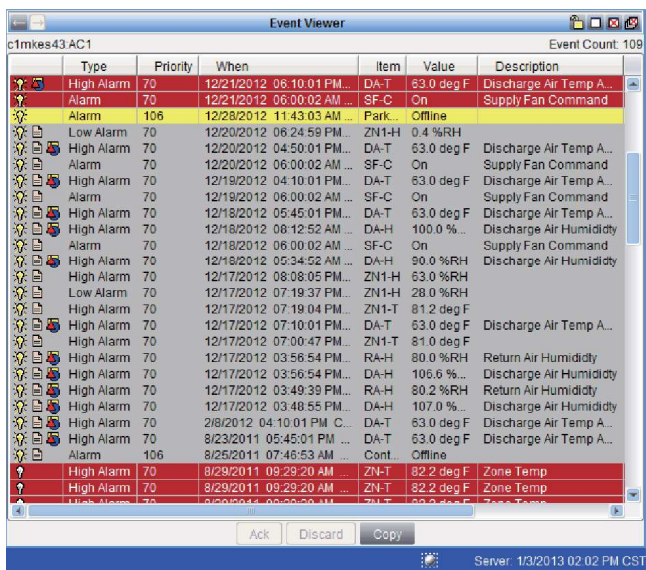 Event Viewer
c1mkes43:AC1 Event Count: 109
Type Priority When Item Value Description
High Alarm 70 12/21/2012 06:10:01 PM... DA-T 63.0 deg F Discharge Air Temp A...
Alarm 70 12/21/2012 06:00:02 AM ... SF-C On Supply Fan Command
Alarm 106 12/28/2012 11:43:03 AM ... Park... Offline
Low Alarm 70 12/20/2012 06:24:59 PM... ZN1-H 0.4 %RH
High Alarm 70 12/20/2012 04:50:01 PM... DA-T 63.0 deg F Discharge Air Temp A...
Alarm 70 12/20/2012 06:00:02 AM ... SF-C On Supply Fan Command
High Alarm 70 12/19/2012 04:10:01 PM... DA-T 63.0 deg F Discharge Air Temp A...
Alarm 70 12/19/2012 06:00:02 AM ... SF-C On Supply Fan Command
High Alarm 70 12/18/2012 05:45:01 PM... DA-T 63.0 deg F Discharge Air Temp A...
High Alarm 70 12/18/2012 08:12:52 AM ... DA-H 100.0 %... Discharge Air Humididty
Alarm 70 12/18/2012 06:00:02 AM ... SF-C On Supply Fan Command
High Alarm 70 12/18/2012 05:34:52 AM ... DA-H 90.0 %RH Discharge Air Humididty
High Alarm 70 12/17/2012 08:08:05 PM... ZN1-H 63.0 %RH
Low Alarm 70 12/17/2012 07:19:37 PM... ZN1-H 28.0 %RH
High Alarm 70 12/17/2012 07:19:04 PM... ZN1-T 81.2 deg F
High Alarm 70 12/17/2012 07:10:01 PM... DA-T 63.0 deg F Discharge Air Temp A...
High Alarm 70 12/17/2012 07:00:47 PM... ZN1-T 81.0 deg F
High Alarm 70 12/17/2012 03:56:54 PM... RA-H 80.0 %RH Return Air Humididty
High Alarm 70 12/17/2012 03:56:54 PM... DA-H 106.6 %... Discharge Air Humididty
High Alarm 70 12/17/2012 03:49:39 PM... RA-H 80.2 %RH Return Air Humididty
High Alarm 70 12/17/2012 03:48:55 PM... DA-H 107.0 %... Discharge Air Humididty
High Alarm 70 2/8/2012 04:10:01 PM C... DA-T 63.0 deg F Discharge Air Temp A...
High Alarm 70 8/23/2011 05:45:01 PM ... DA-T 63.0 deg F Discharge Air Temp A...
Alarm 106 8/25/2011 07:46:53 AM ... Cont... Offline
High Alarm 70 8/29/2011 09:29:20 AM ... ZN-T 82.2 deg F Zone Temp
High Alarm 70 8/29/2011 09:29:20 AM ... ZN-T 82.2 deg F Zone Temp
High Alarm 70
Ack Discard Copy
Server: 1/3/2013 02:02 PM CST